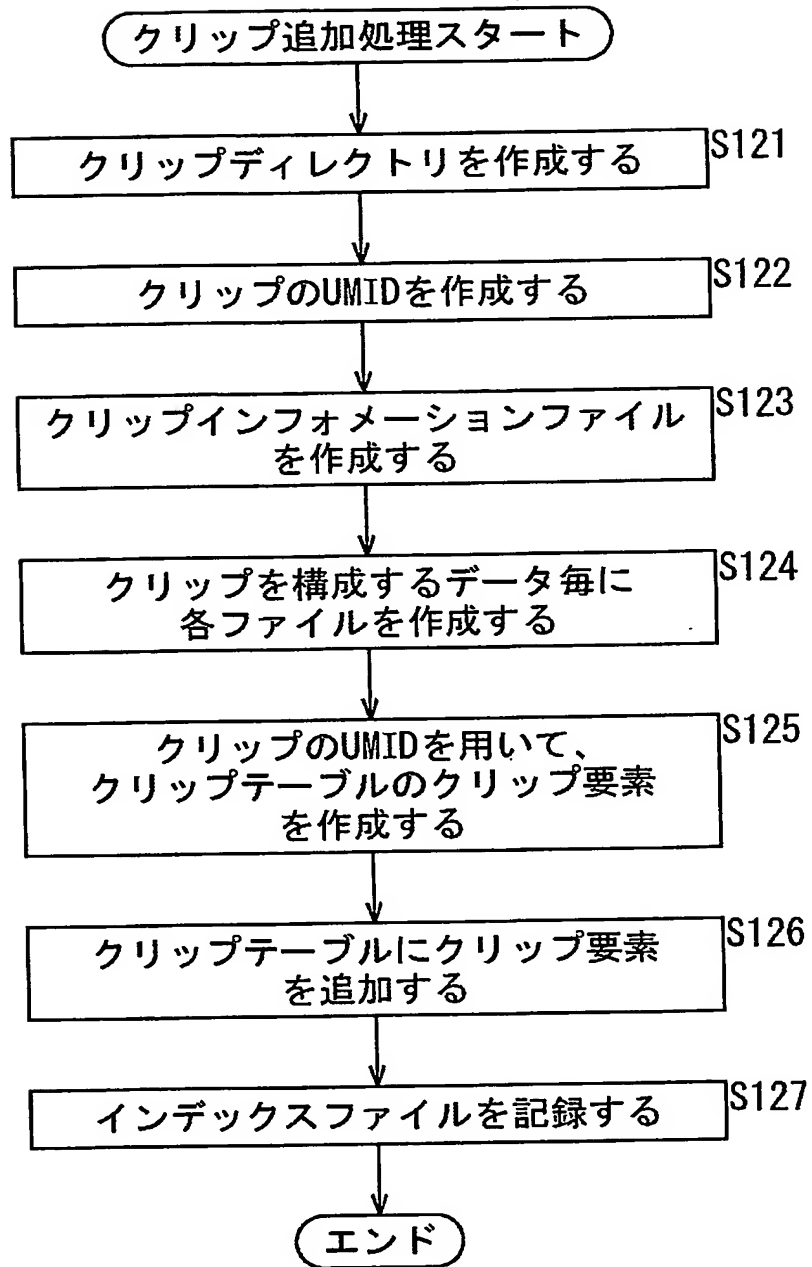 クリップ追加処理スタート
クリップディレクトリを作成する
S121
クリップのUMIDを作成する
S122
クリップインフォメーションファイル
を作成する
S123
クリップを構成するデータ毎に
各ファイルを作成する
S124
クリップのUMIDを用いて、
クリップテーブルのクリップ要素
を作成する
S125
クリップテーブルにクリップ要素
を追加する
S126
インデックスファイルを記録する
S127
エンド